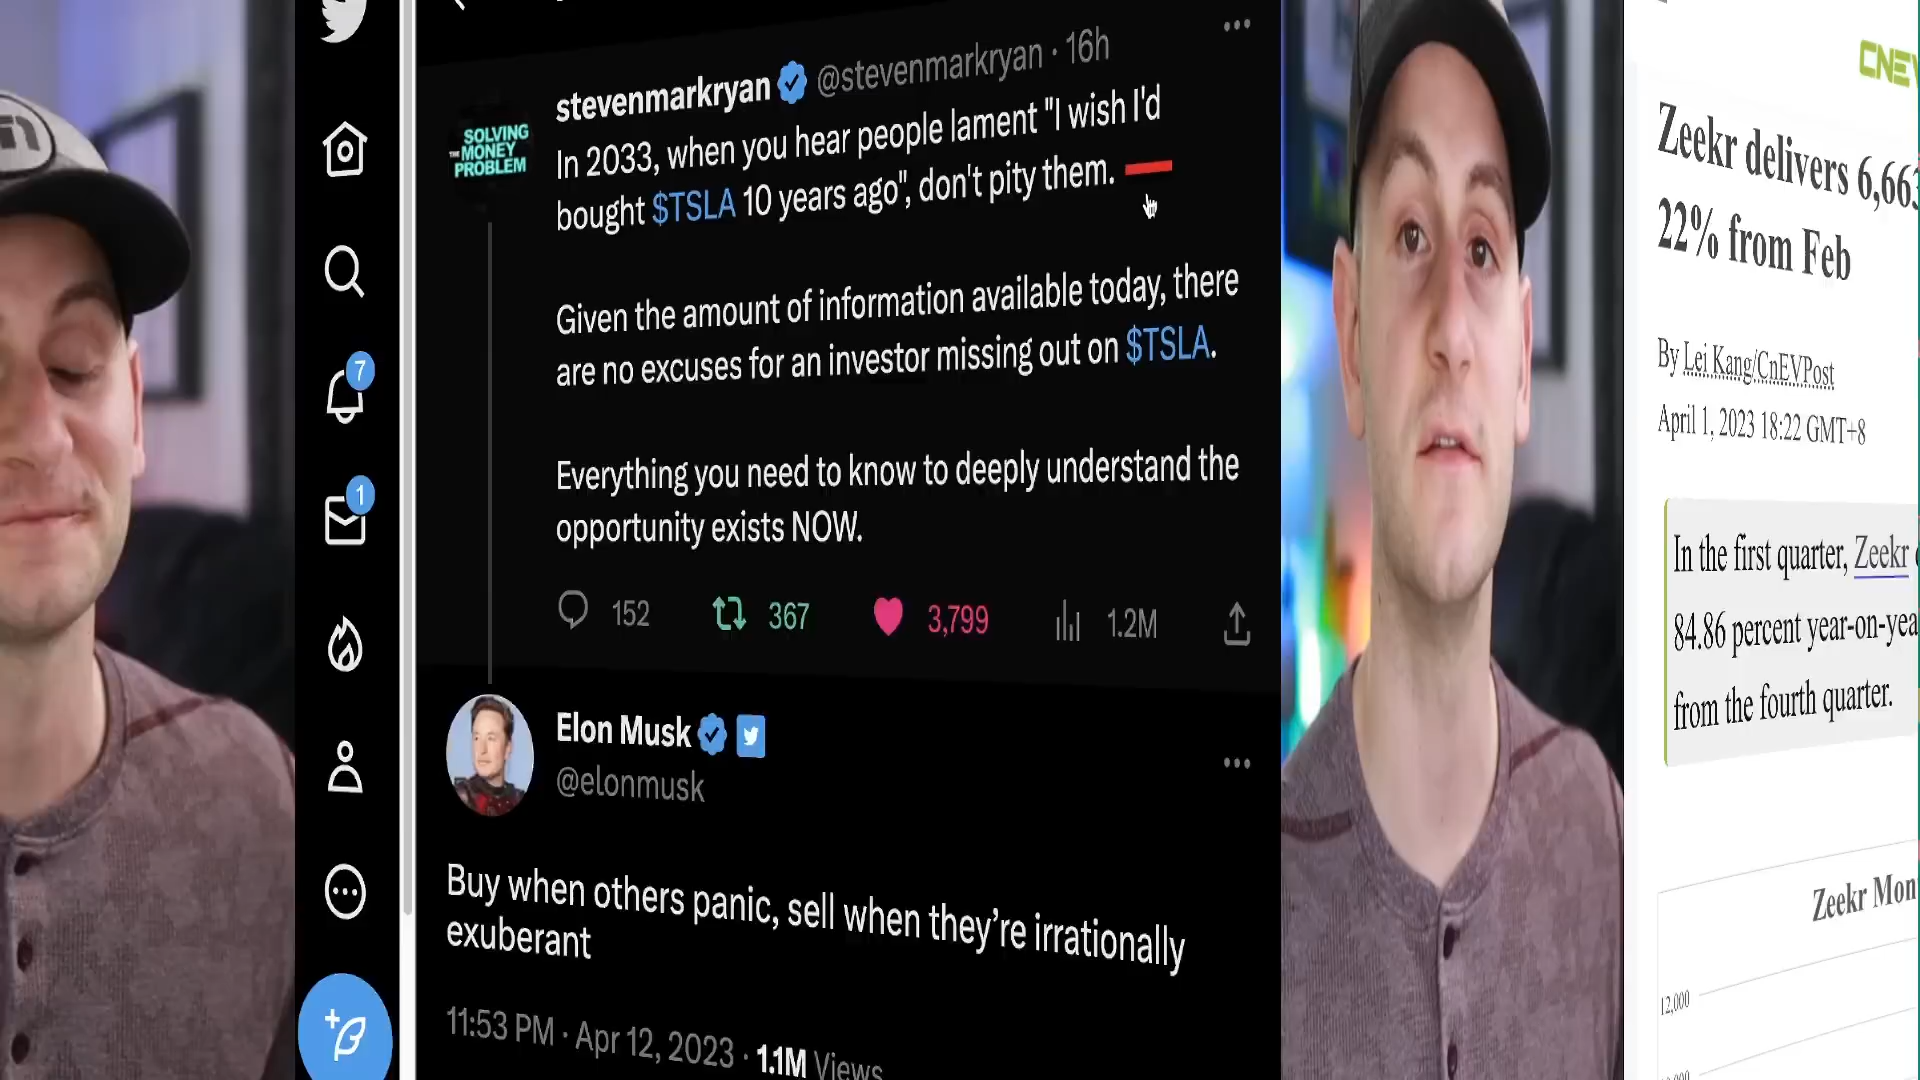 7
1
SOLVING
THE MONEY
PROBLEM
stevenmarkryan @stevenmarkryan · 16h
In 2033, when you hear people lament "I wish I'd
bought $TSLA 10 years ago", don't pity them.
Given the amount of information available today, there
are no excuses for an investor missing out on $TSLA.
Everything you need to know to deeply understand the
opportunity exists NOW.
152 367 3,799 1.2M
Elon Musk
@elonmusk
Buy when others panic, sell when they're irrationally
exuberant
11:53 PM · Apr 12, 2023 · 1.1M Views
Zeekr delivers 6,663
22% from Feb
By Lei Kang/CnEVPost
April 1, 2023 18:22 GMT+8
In the first quarter, Zeekr
84.86 percent year-on-yea
from the fourth quarter.
Zeekr Mon
12,000